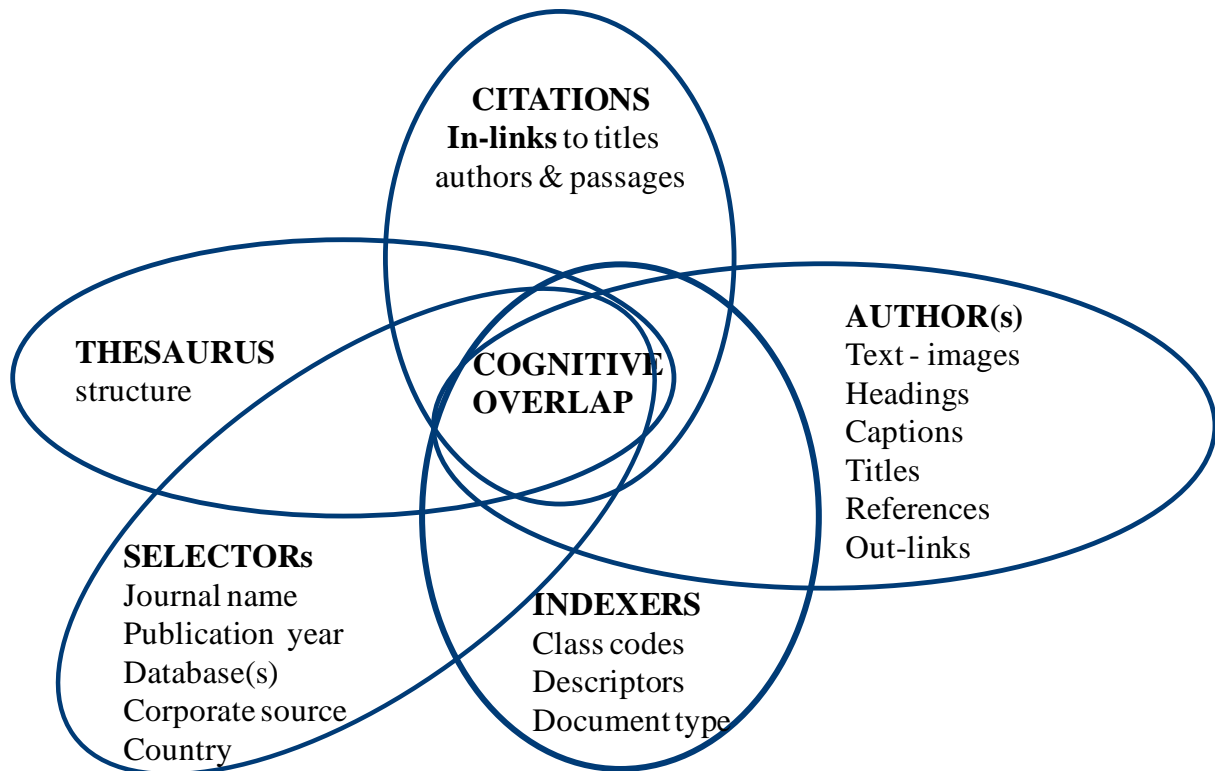 CITATIONS
In-links to titles
authors & passages
THESAURUS
structure
COGNITIVE
OVERLAP
AUTHOR(s)
Text - images
Headings
Captions
Titles
References
Out-links
SELECTORs
Journal name
Publication year
Database(s)
Corporate source
Country
INDEXERS
Class codes
Descriptors
Document type